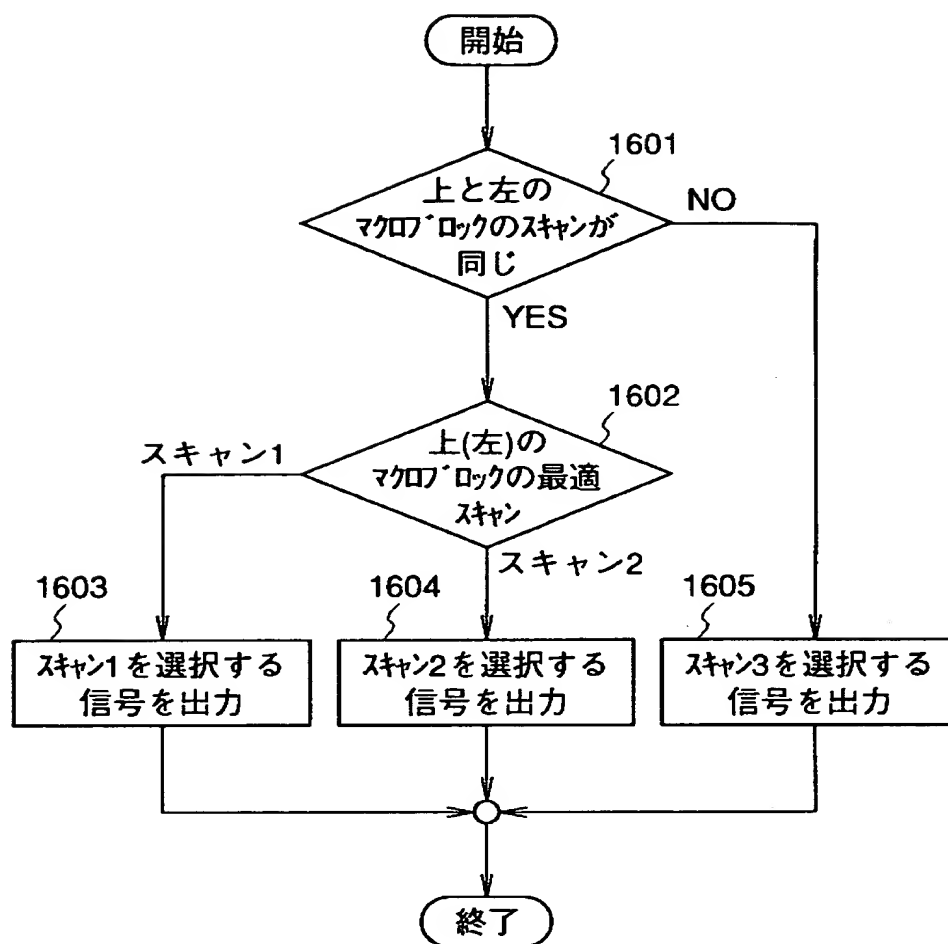 開始
1601
上と左の
マクロブロックのスキャンが
同じ
NO
YES
1602
上(左)の
マクロブロックの最適
スキャン
スキャン1
スキャン2
1603
スキャン1を選択する
信号を出力
1604
スキャン2を選択する
信号を出力
1605
スキャン3を選択する
信号を出力
終了